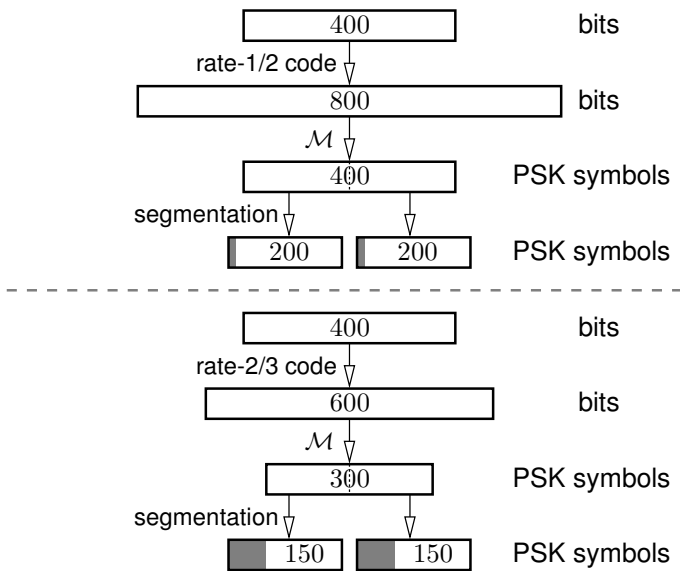 400 bits
rate-1/2 code
800 bits
ℳ
400 PSK symbols
segmentation
200 200 PSK symbols
400 bits
rate-2/3 code
600 bits
ℳ
300 PSK symbols
segmentation
150 150 PSK symbols